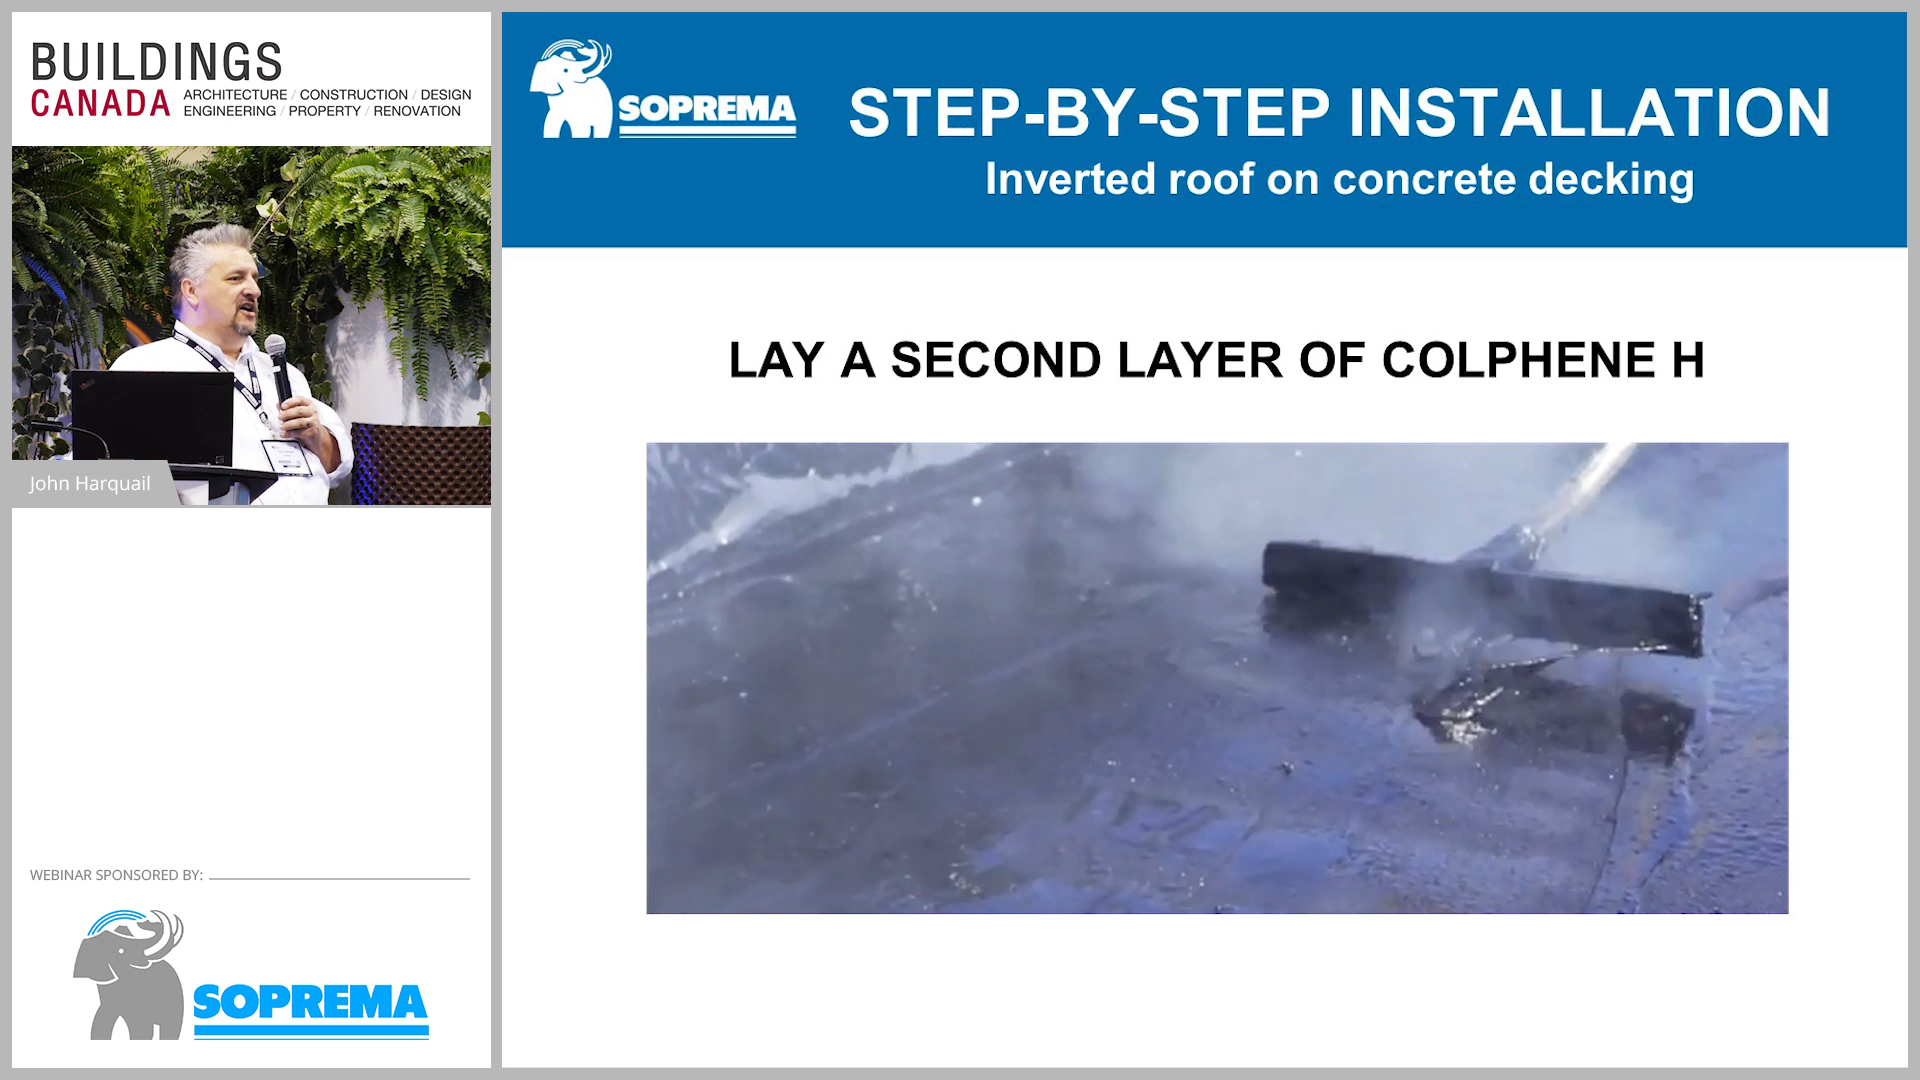 BUILDINGS
CANADA
ARCHITECTURE / CONSTRUCTION / DESIGN
ENGINEERING / PROPERTY / RENOVATION
John Harquail
WEBINAR SPONSORED BY:
SOPREMA
SOPREMA
STEP-BY-STEP INSTALLATION
Inverted roof on concrete decking
LAY A SECOND LAYER OF COLPHENE H